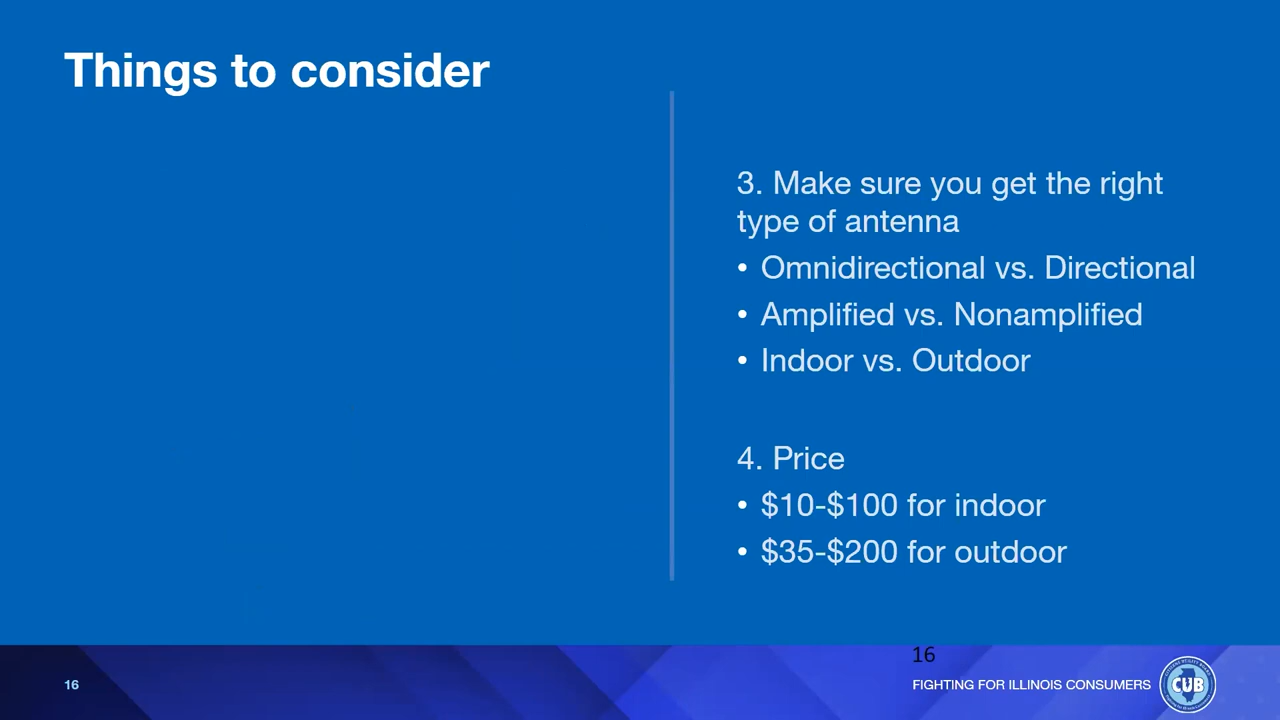 Things to consider
3. Make sure you get the right
type of antenna
• Omnidirectional vs. Directional
• Amplified vs. Nonamplified
• Indoor vs. Outdoor
4. Price
• $10-$100 for indoor
• $35-$200 for outdoor
16
16
FIGHTING FOR ILLINOIS CONSUMERS
CUB